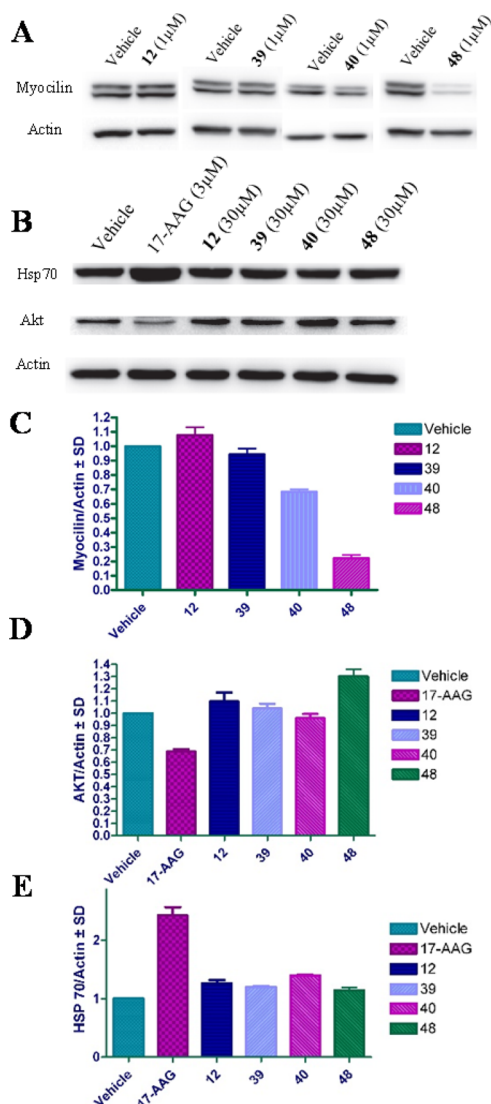 A
Vehicle
12 (1µM)
Vehicle
39 (1µM)
Vehicle
40 (1µM)
Vehicle
48 (1µM)
Myocilin
Actin
B
Vehicle
17-AAG (3µM)
12 (30µM)
39 (30µM)
40 (30µM)
48 (30µM)
Hsp70
Akt
Actin
C
Myocilin/Actin ± SD
1.2
1.1
1.0
0.9
0.8
0.7
0.6
0.5
0.4
0.3
0.2
0.1
0.0
Vehicle
12
39
40
48
Vehicle
12
39
40
48
D
AKT/Actin ± SD
1.4
1.3
1.2
1.1
1.0
0.9
0.8
0.7
0.6
0.5
0.4
0.3
0.2
0.1
0.0
Vehicle
17-AAG
12
39
40
48
Vehicle
17-AAG
12
39
40
48
E
HSP 70/Actin ± SD
2
1
0
Vehicle
17-AAG
12
39
40
48
Vehicle
17-AAG
12
39
40
48